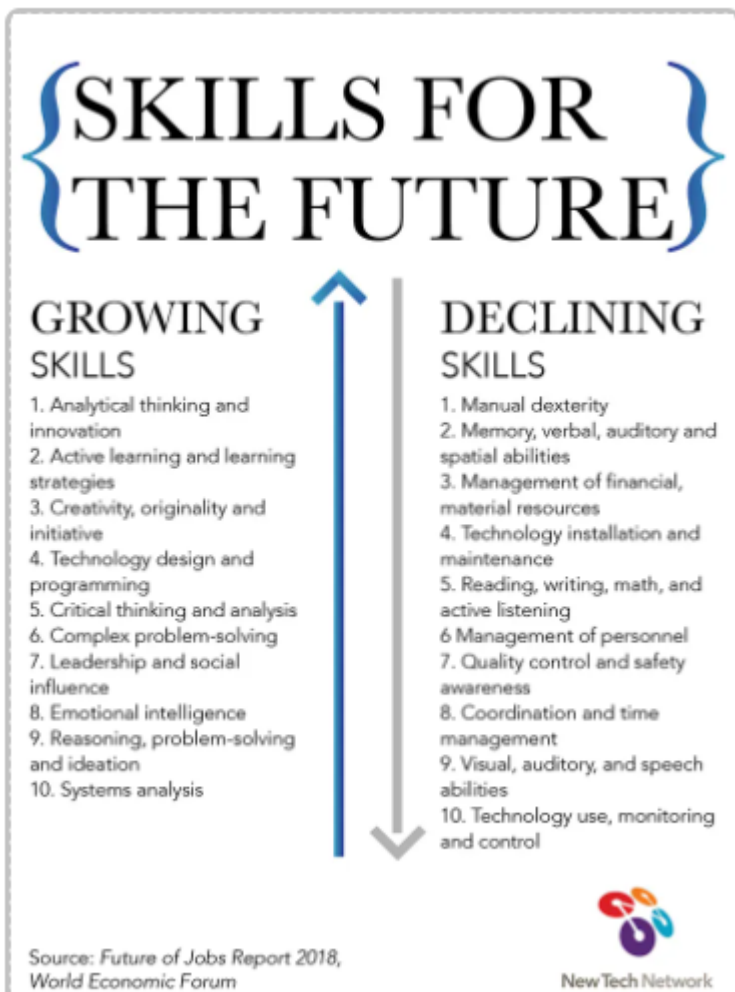 SKILLS FOR
THE FUTURE
GROWING
SKILLS
1. Analytical thinking and
innovation
2. Active learning and learning
strategies
3. Creativity, originality and
initiative
4. Technology design and
programming
5. Critical thinking and analysis
6. Complex problem-solving
7. Leadership and social
influence
8. Emotional intelligence
9. Reasoning, problem-solving
and ideation
10. Systems analysis
DECLINING
SKILLS
1. Manual dexterity
2. Memory, verbal, auditory and
spatial abilities
3. Management of financial,
material resources
4. Technology installation and
maintenance
5. Reading, writing, math, and
active listening
6 Management of personnel
7. Quality control and safety
awareness
8. Coordination and time
management
9. Visual, auditory, and speech
abilities
10. Technology use, monitoring
and control
Source: Future of Jobs Report 2018,
World Economic Forum
New Tech Network